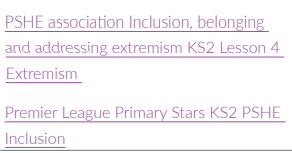 PSHE association Inclusion, belonging
and addressing extremism KS2 Lesson 4
Extremism
Premier League Primary Stars KS2 PSHE
Inclusion